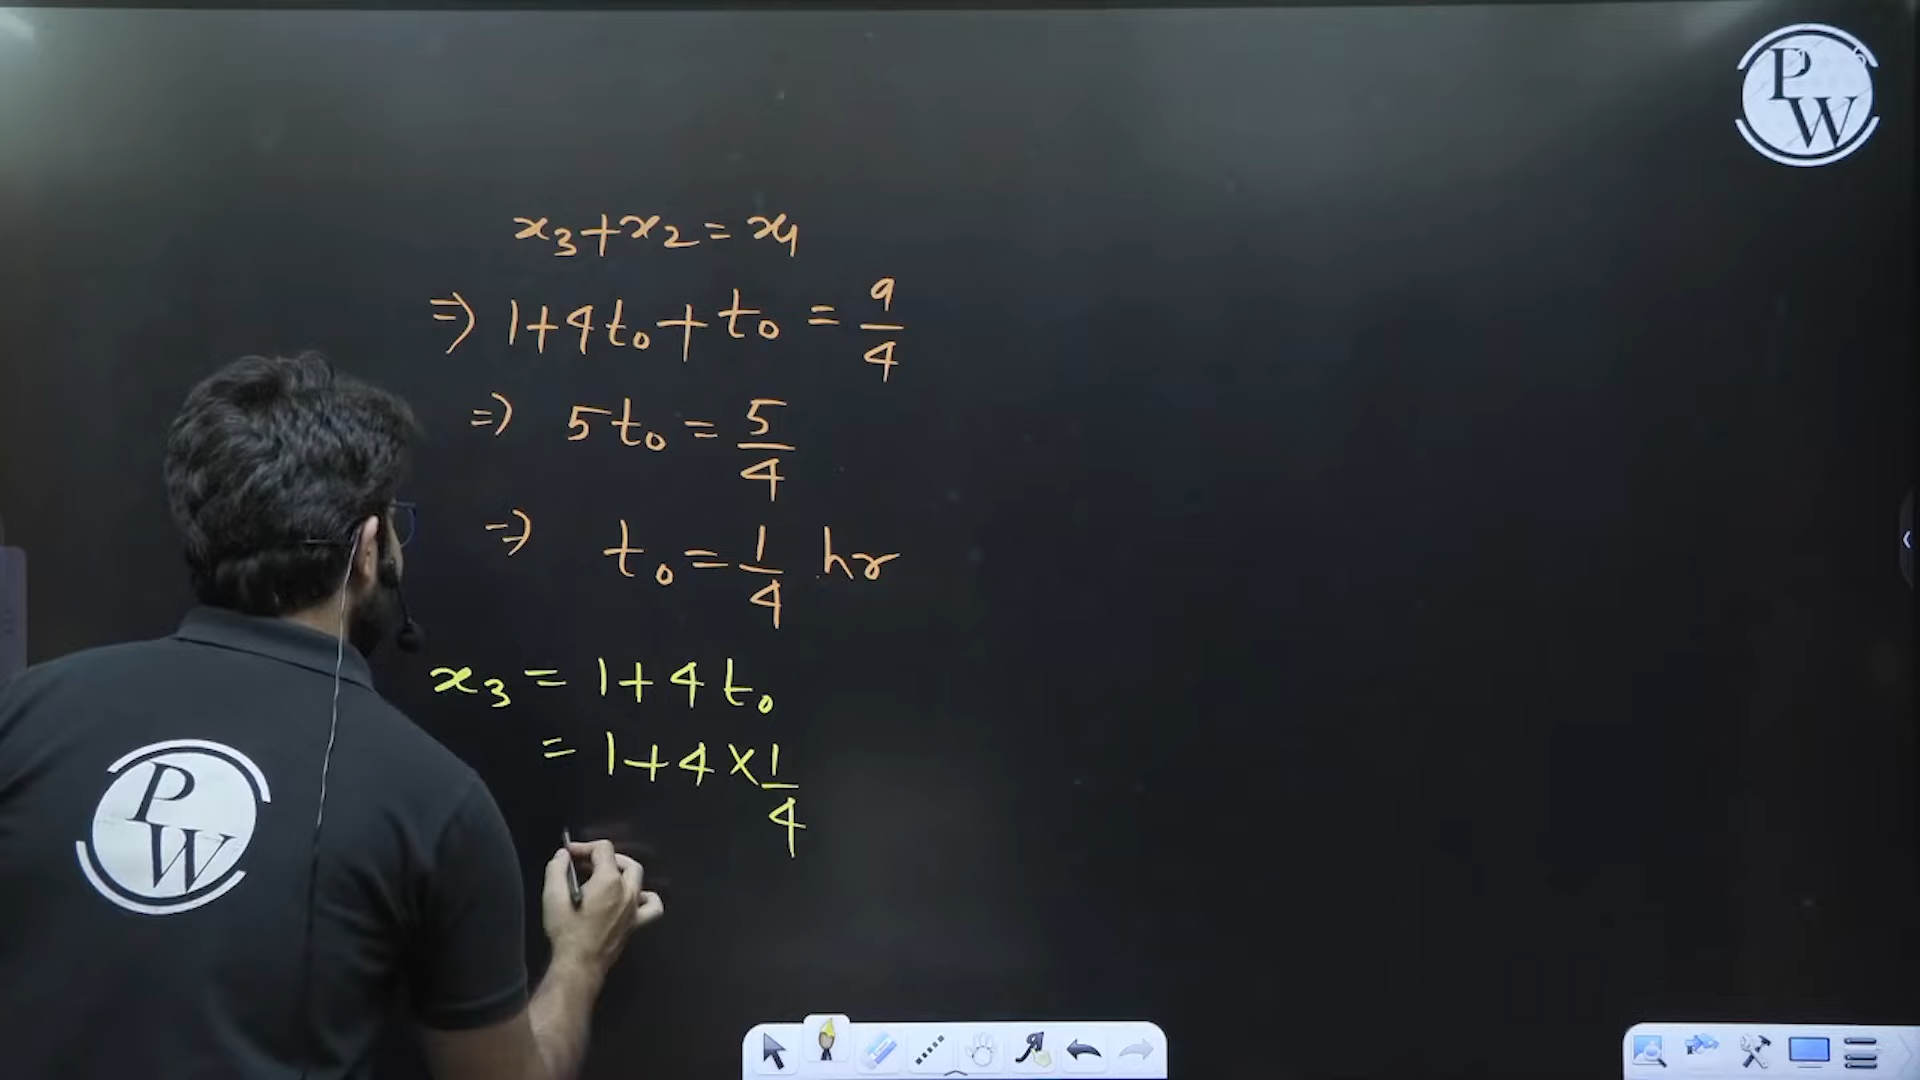 PW
x₃+x₂=x₁
⇒ 1+4t₀+t₀ = 9/4
⇒ 5t₀ = 5/4
⇒ t₀ = 1/4 hr
x₃ = 1+4t₀
= 1+4×1/4
PW